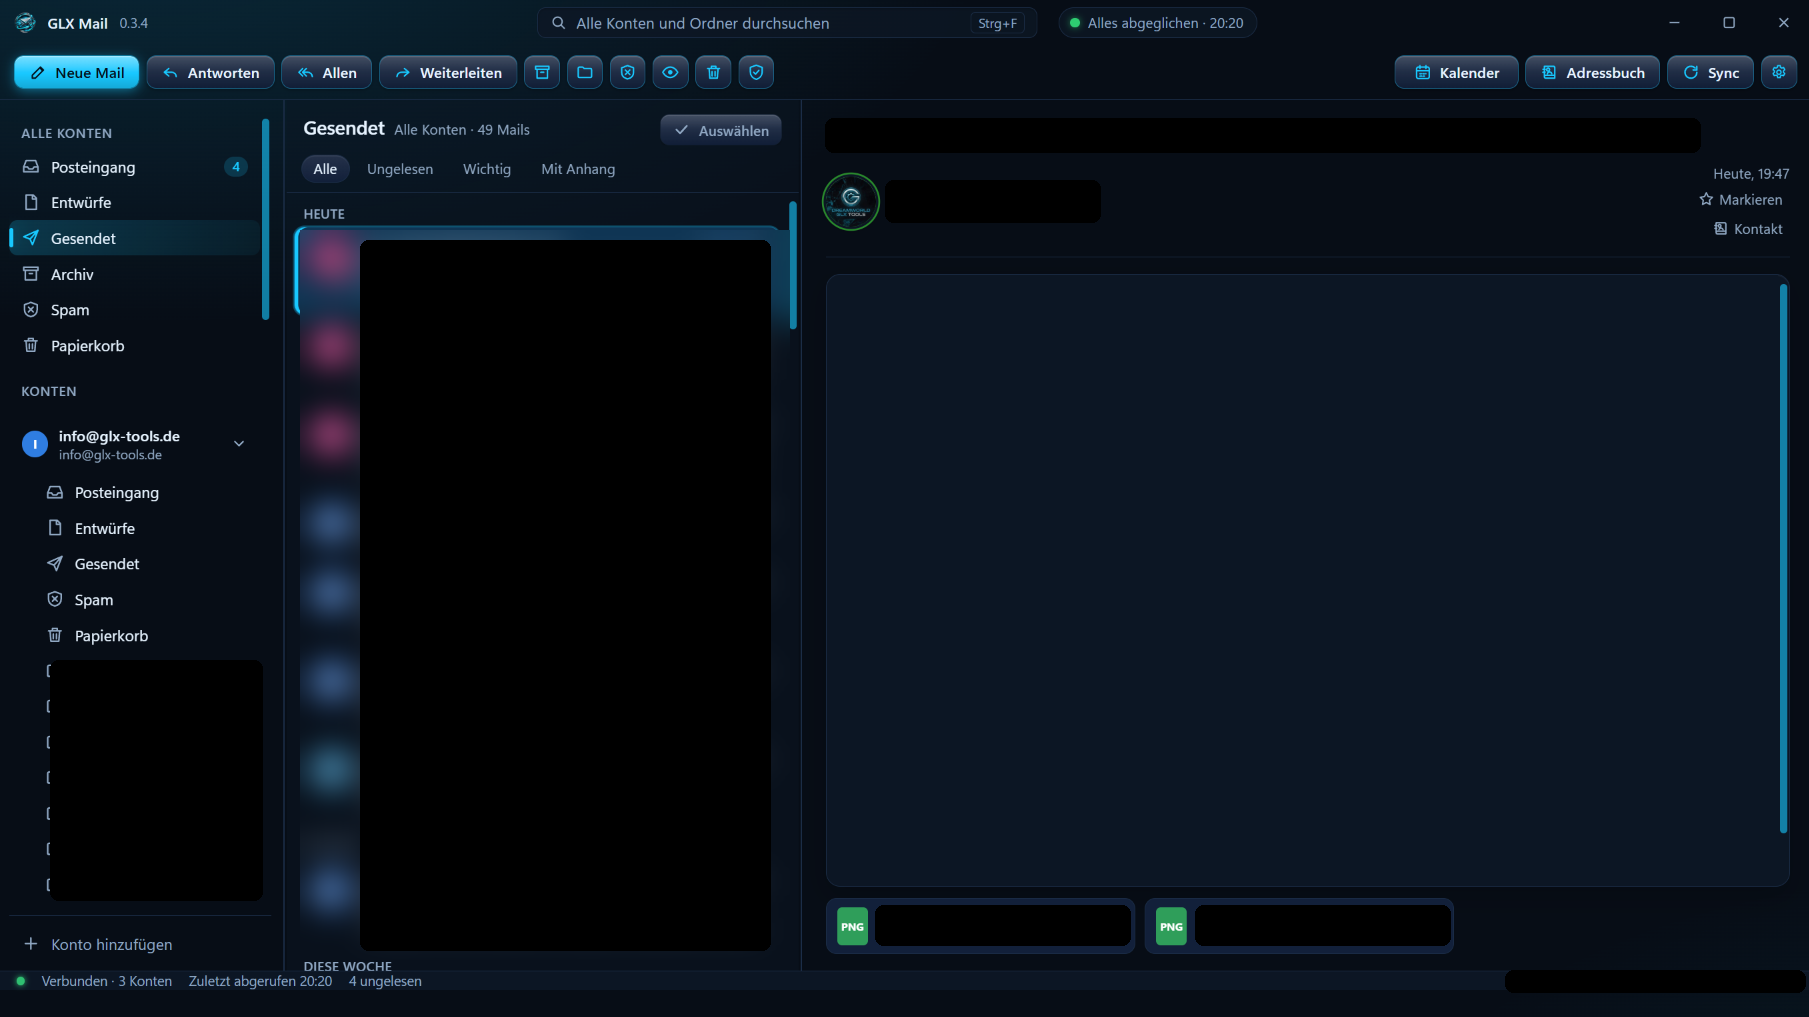 GLX Mail 0.3.4
Alle Konten und Ordner durchsuchen Strg+F
Alles abgeglichen · 20:20
Neue Mail
Antworten
Allen
Weiterleiten
Kalender
Adressbuch
Sync
ALLE KONTEN
Posteingang 4
Entwürfe
Gesendet
Archiv
Spam
Papierkorb
KONTEN
I
info@glx-tools.de
info@glx-tools.de
Posteingang
Entwürfe
Gesendet
Spam
Papierkorb
Konto hinzufügen
Gesendet Alle Konten · 49 Mails
Auswählen
Alle Ungelesen Wichtig Mit Anhang
HEUTE
DIESE WOCHE
DREAMWORLD
GLX TOOLS
Heute, 19:47
Markieren
Kontakt
PNG
PNG
Verbunden · 3 Konten Zuletzt abgerufen 20:20 4 ungelesen